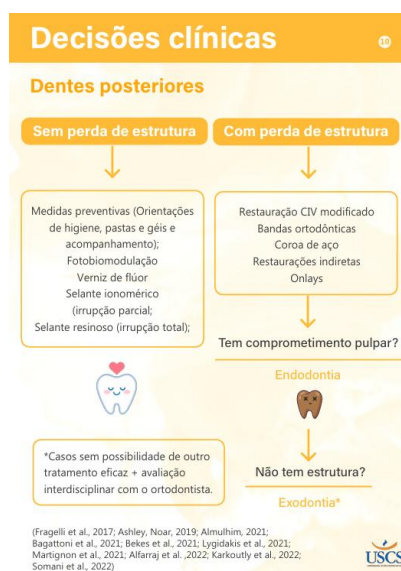 Decisões clínicas
10
Dentes posteriores
Sem perda de estrutura
Medidas preventivas (Orientações
de higiene, pastas e géis e
acompanhamento);
Fotobiomodulação
Verniz de flúor
Selante ionomérico
(irrupção parcial;
Selante resinoso (irrupção total);
Com perda de estrutura
Restauração CIV modificado
Bandas ortodônticas
Coroa de aço
Restaurações indiretas
Onlays
Tem comprometimento pulpar?
Endodontia
Não tem estrutura?
Exodontia*
*Casos sem possibilidade de outro
tratamento eficaz + avaliação
interdisciplinar com o ortodontista.
(Fragelli et al., 2017; Ashley, Noar, 2019; Almulhim, 2021;
Bagattoni et al., 2021; Bekes et al., 2021; Lygidakis et al., 2021;
Martignon et al., 2021; Alfarraj et al. ,2022; Karkoutly et al., 2022;
Somani et al., 2022)
USCS